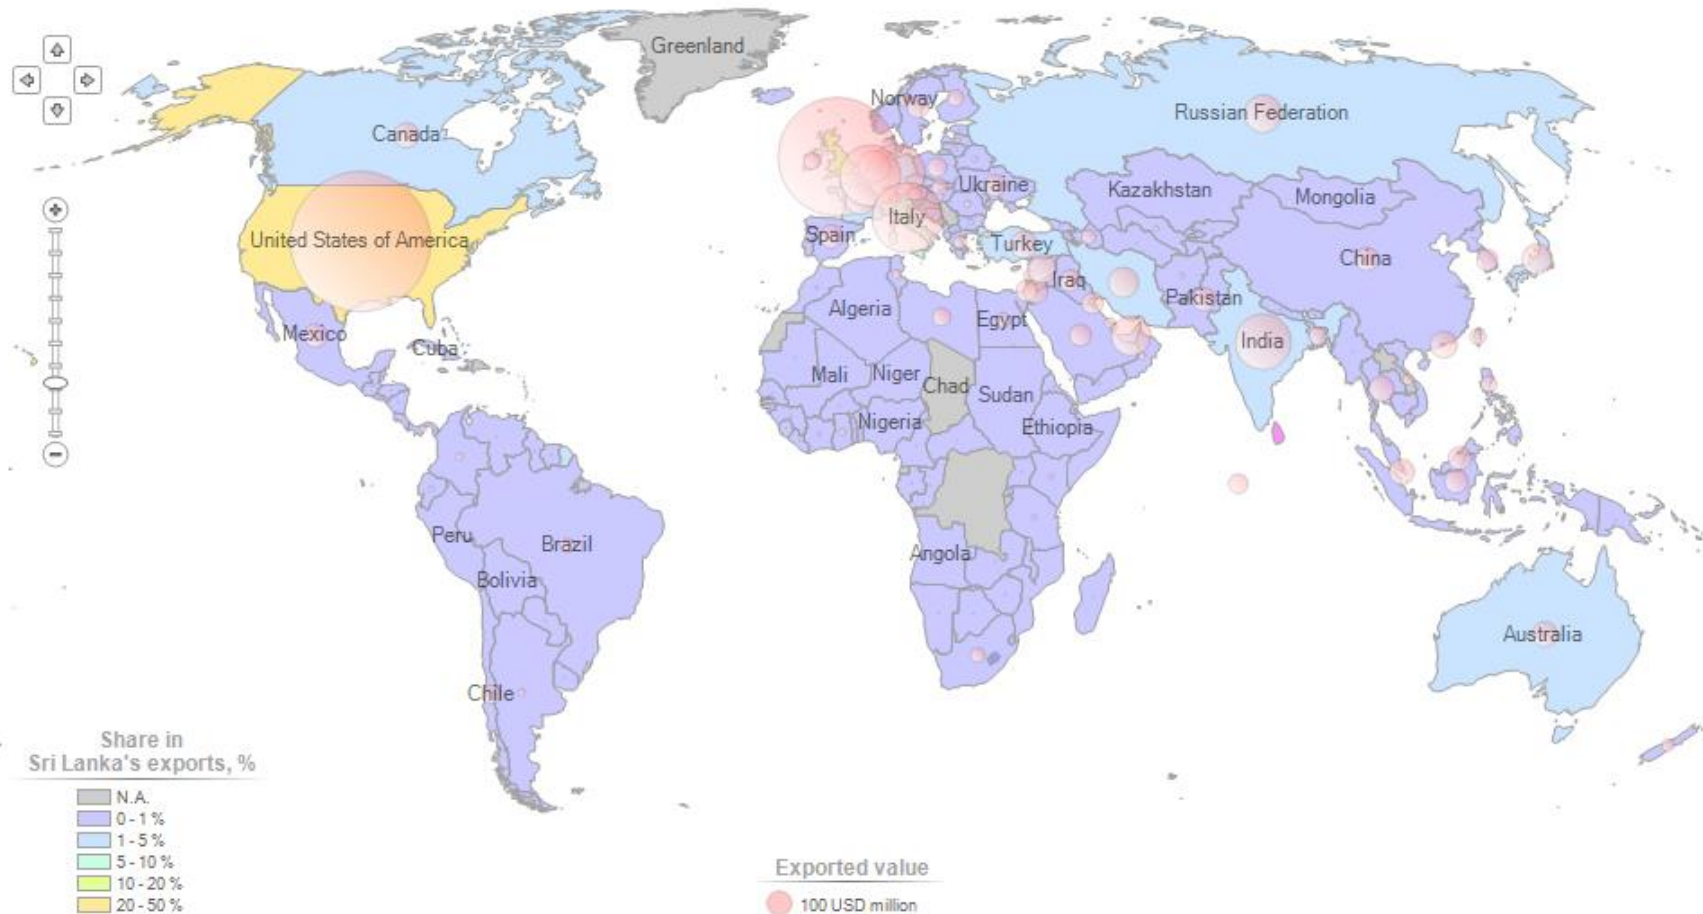 Greenland
Norway
Russian Federation
Canada
Ukraine
Kazakhstan
Mongolia
Italy
Spain
United States of America
Turkey
China
Iraq
Pakistan
Algeria
Egypt
Mexico
Cuba
India
Mali
Niger
Chad
Sudan
Nigeria
Ethiopia
Peru
Brazil
Angola
Bolivia
Australia
Chile
Share in
Sri Lanka's exports, %
N.A.
0 - 1 %
1 - 5 %
5 - 10 %
10 - 20 %
20 - 50 %
Exported value
100 USD million